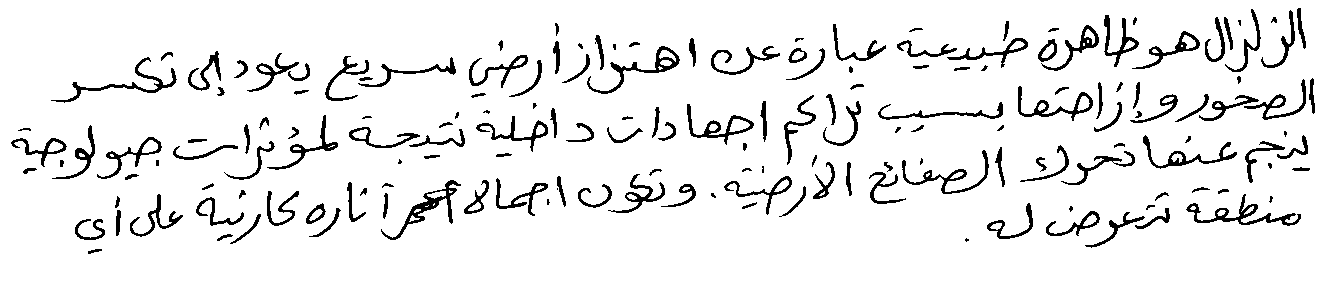 الزلزال هو ظاهرة طبيعية عبارة عن اهتزاز أرضي سريع يعود إلى تكسر
الصخور وإزاحتها بسبب تراكم اجهادات داخلية نتيجة لمؤثرات جيولوجية
ينجم عنها تحرك الصفائح الأرضية. وتكون اجمالا آثاره كارثية على أي
منطقة تتعرض له.